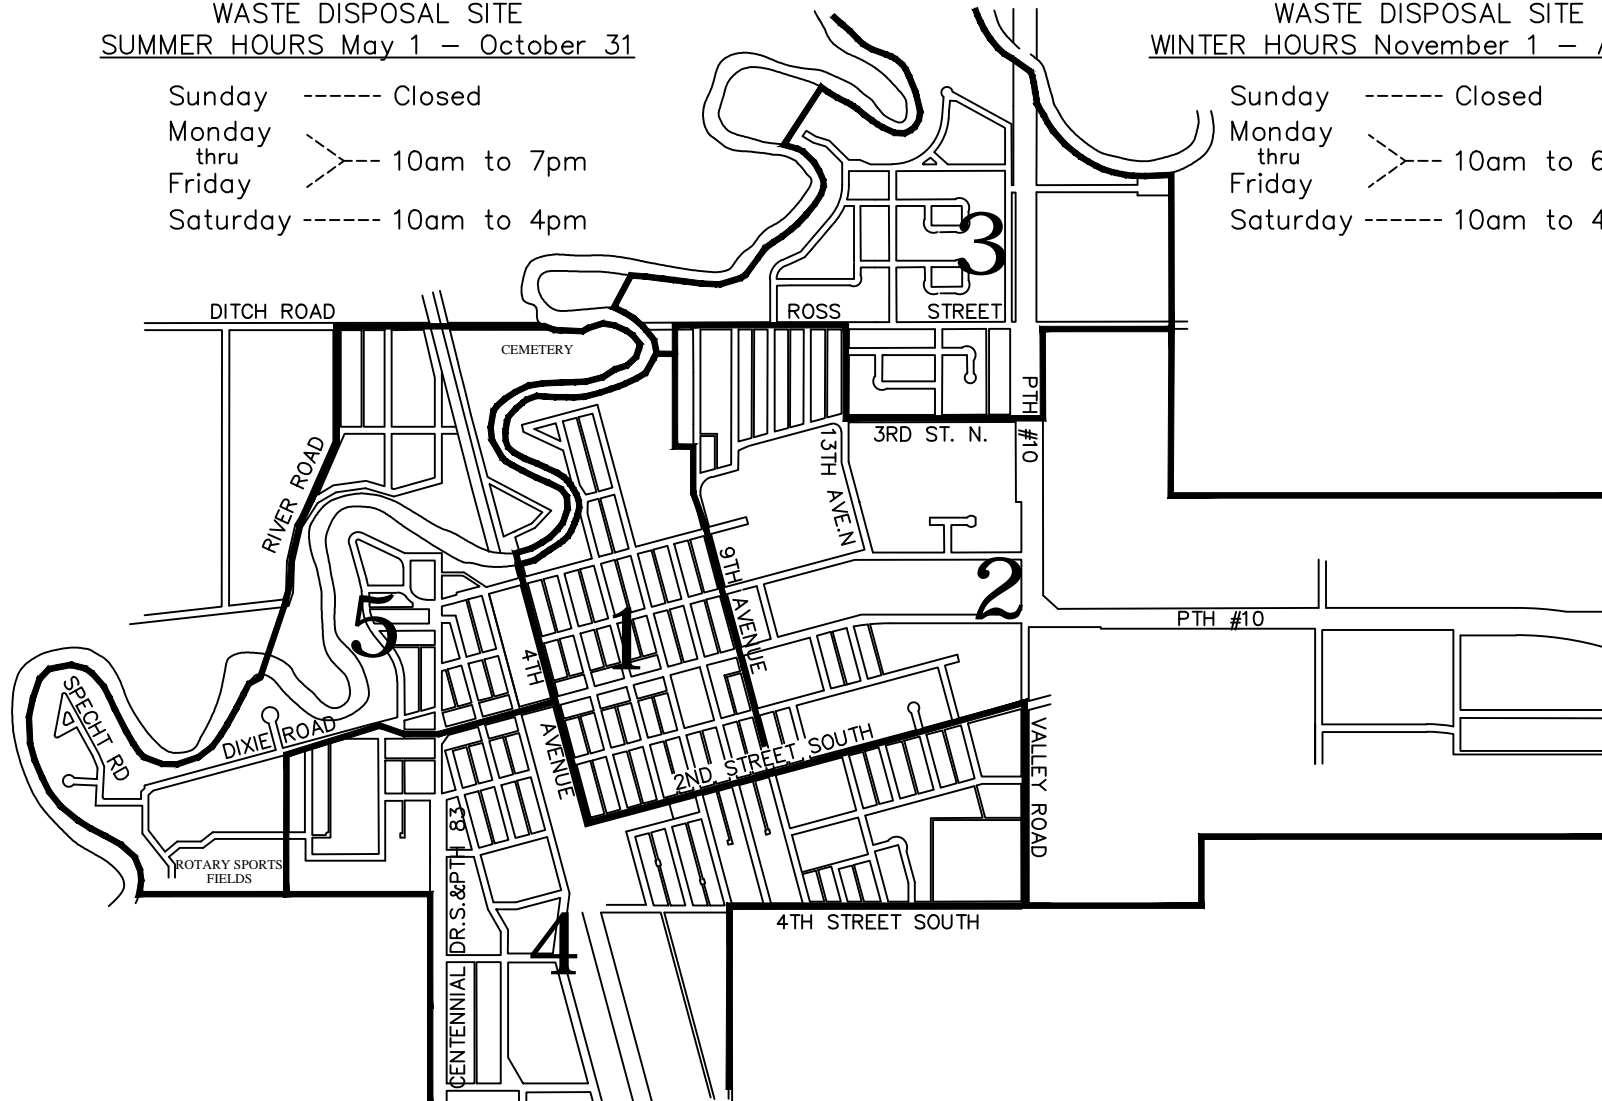 WASTE DISPOSAL SITE
SUMMER HOURS May 1 – October 31
Sunday ------ Closed
Monday
thru
Friday
--- 10am to 7pm
Saturday ------ 10am to 4pm
WASTE DISPOSAL SITE
WINTER HOURS November 1 –
Sunday ------ Closed
Monday
thru
Friday
--- 10am to 6
Saturday ------ 10am to 4
3
DITCH ROAD
ROSS STREET
CEMETERY
PTH #10
3RD ST. N.
13TH AVE.N
RIVER ROAD
9TH AVENUE
2
5
1
PTH #10
4TH AVENUE
SPECHT RD
DIXIE ROAD
2ND STREET SOUTH
VALLEY ROAD
CENTENNIAL DR.S.&PTH 83
ROTARY SPORTS
FIELDS
4
4TH STREET SOUTH